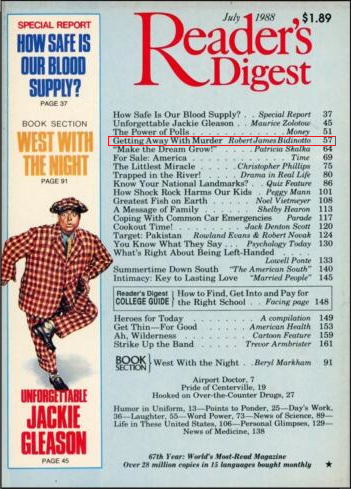 SPECIAL REPORT
HOW SAFE IS
OUR BLOOD
SUPPLY?
PAGE 37
BOOK SECTION
WEST WITH
THE NIGHT
PAGE 91
UNFORGETTABLE
JACKIE
GLEASON
PAGE 45
July 1988
$1.89
Reader's
Digest
How Safe Is Our Blood Supply? . . Special Report 37
Unforgettable Jackie Gleason . Maurice Zolotow 45
The Power of Polls . . . Money 51
Getting Away With Murder Robert James Bidinotto 57
"Make the Dream Grow!" . . Patricia Skalka 64
For Sale: America . . . Time 69
The Littlest Miracle . . . Christopher Phillips 75
Trapped in the River! . . Drama in Real Life 80
Know Your National Landmarks? . Quiz Feature 86
How Shock Rock Harms Our Kids . Peggy Mann 101
Greatest Fish on Earth . . Noel Vietmeyer 108
A Message of Family . . . Shelby Hearon 113
Coping With Common Car Emergencies Parade 117
Cookout Time! . . . Jack Denton Scott 120
Target: Pakistan Rowland Evans & Robert Novak 124
You Know What They Say . . . Psychology Today 130
What's Right About Being Left-Handed . . .
Lowell Ponte 133
Summertime Down South "The American South" 140
Intimacy: Key to Lasting Love "Married People" 145
Reader's Digest
COLLEGE GUIDE
How to Find, Get Into and Pay for
the Right School . Facing page 148
Heroes for Today . . . A compilation 149
Get Thin—For Good . . American Health 153
Ah, Wilderness . . . Cartoon Feature 159
Strike Up the Band . . Trevor Armbrister 161
BOOK
SECTION
West With the Night . Beryl Markham 91
Airport Doctor, 7
Pride of Centerville, 19
Hooked on Over-the-Counter Drugs, 27
Humor in Uniform, 13—Points to Ponder, 25—Day's Work,
36—Laughter, 55—Word Power, 73—News of Science, 89—
Life in These United States, 106—Personal Glimpses, 129—
News of Medicine, 138
67th Year: World's Most-Read Magazine
Over 28 million copies in 15 languages bought monthly